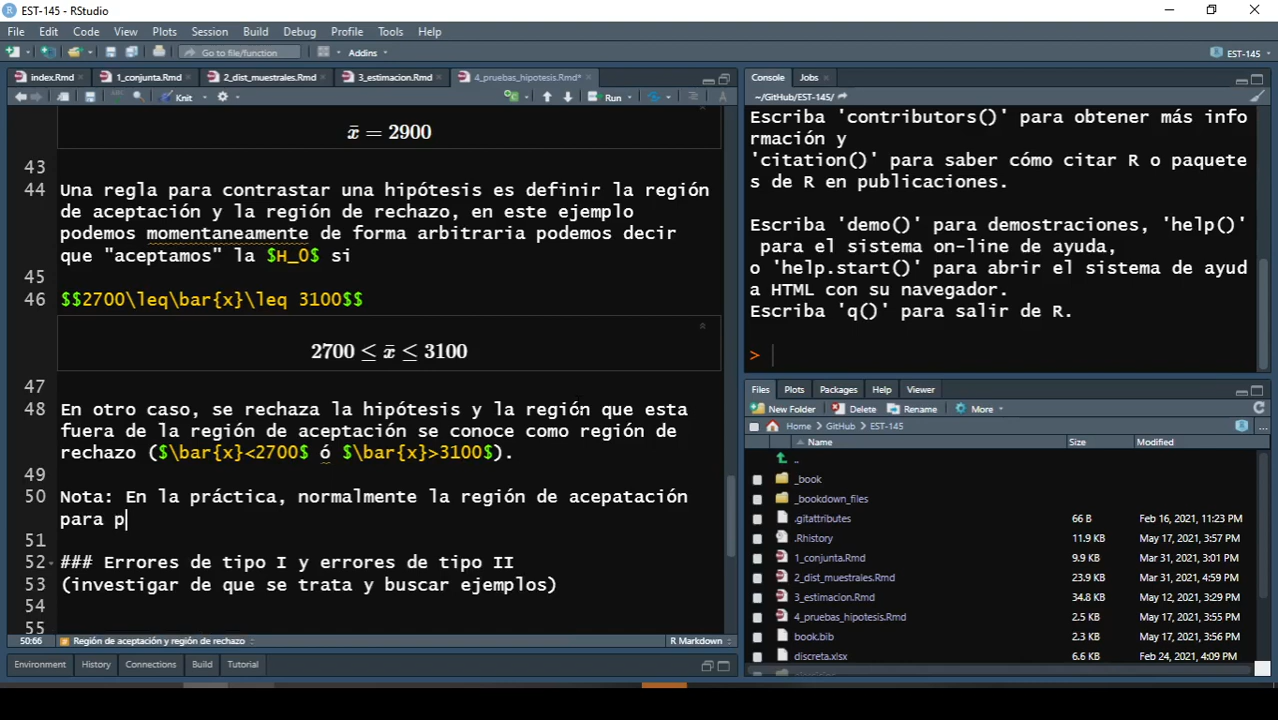 EST-145 - RStudio
File Edit Code View Plots Session Build Debug Profile Tools Help
Go to file/function Addins EST-145
index.Rmd 1_conjunta.Rmd 2_dist_muestrales.Rmd 3_estimacion.Rmd 4_pruebas_hipotesis.Rmd*
Knit Run
x̄ = 2900
43
44 Una regla para contrastar una hipótesis es definir la región
de aceptación y la región de rechazo, en este ejemplo
podemos momentaneamente de forma arbitraria podemos decir
que "aceptamos" la $H_0$ si
45
46 $$2700\leq\bar{x}\leq 3100$$
2700 ≤ x̄ ≤ 3100
47
48 En otro caso, se rechaza la hipótesis y la región que esta
fuera de la región de aceptación se conoce como región de
rechazo ($\bar{x}<2700$ ó $\bar{x}>3100$).
49
50 Nota: En la práctica, normalmente la región de acepatación
para p
51
52 ### Errores de tipo I y errores de tipo II
53 (investigar de que se trata y buscar ejemplos)
54
55
50:66 Región de aceptación y región de rechazo R Markdown
Environment History Connections Build Tutorial
Console Jobs
~/GitHub/EST-145/
Escriba 'contributors()' para obtener más info
rmación y
'citation()' para saber cómo citar R o paquete
s de R en publicaciones.
Escriba 'demo()' para demostraciones, 'help()'
para el sistema on-line de ayuda,
o 'help.start()' para abrir el sistema de ayud
a HTML con su navegador.
Escriba 'q()' para salir de R.
>
Files Plots Packages Help Viewer
New Folder Delete Rename More
Home GitHub EST-145 ...
Name Size Modified
..
_book
_bookdown_files
.gitattributes 66 B Feb 16, 2021, 11:23 PM
.Rhistory 11.9 KB May 17, 2021, 3:57 PM
1_conjunta.Rmd 9.9 KB Mar 31, 2021, 3:01 PM
2_dist_muestrales.Rmd 23.9 KB Mar 31, 2021, 4:59 PM
3_estimacion.Rmd 34.8 KB May 12, 2021, 3:29 PM
4_pruebas_hipotesis.Rmd 2.5 KB May 17, 2021, 3:55 PM
book.bib 2.3 KB May 17, 2021, 3:56 PM
discreta.xlsx 6.6 KB Feb 24, 2021, 4:09 PM